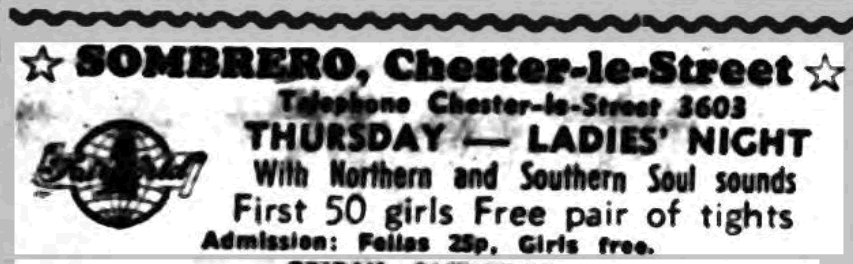 ☆ SOMBRERO, Chester-le-Street ☆
Telephone Chester-le-Street 3603
THURSDAY — LADIES' NIGHT
With Northern and Southern Soul sounds
First 50 girls Free pair of tights
Admission: Fellas 25p, Girls free.